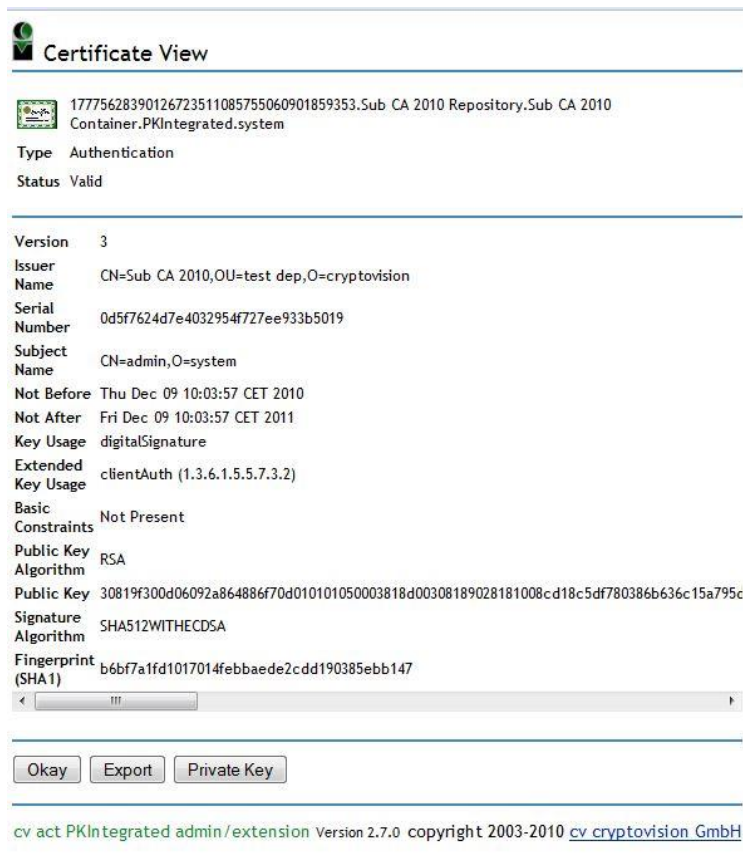 Certificate View
17775628390126723511085755060901859353.Sub CA 2010 Repository.Sub CA 2010
Container.PKIntegrated.system
Type Authentication
Status Valid
Version 3
Issuer Name CN=Sub CA 2010,OU=test dep,O=cryptovision
Serial Number 0d5f7624d7e4032954f727ee933b5019
Subject Name CN=admin,O=system
Not Before Thu Dec 09 10:03:57 CET 2010
Not After Fri Dec 09 10:03:57 CET 2011
Key Usage digitalSignature
Extended Key Usage clientAuth (1.3.6.1.5.5.7.3.2)
Basic Constraints Not Present
Public Key Algorithm RSA
Public Key 30819f300d06092a864886f70d010101050003818d00308189028181008cd18c5df780386b636c15a795c
Signature Algorithm SHA512WITHECDSA
Fingerprint (SHA1) b6bf7a1fd1017014febbaede2cdd190385ebb147
Okay Export Private Key
cv act PKIntegrated admin/extension Version 2.7.0 copyright 2003-2010 cv cryptovision GmbH